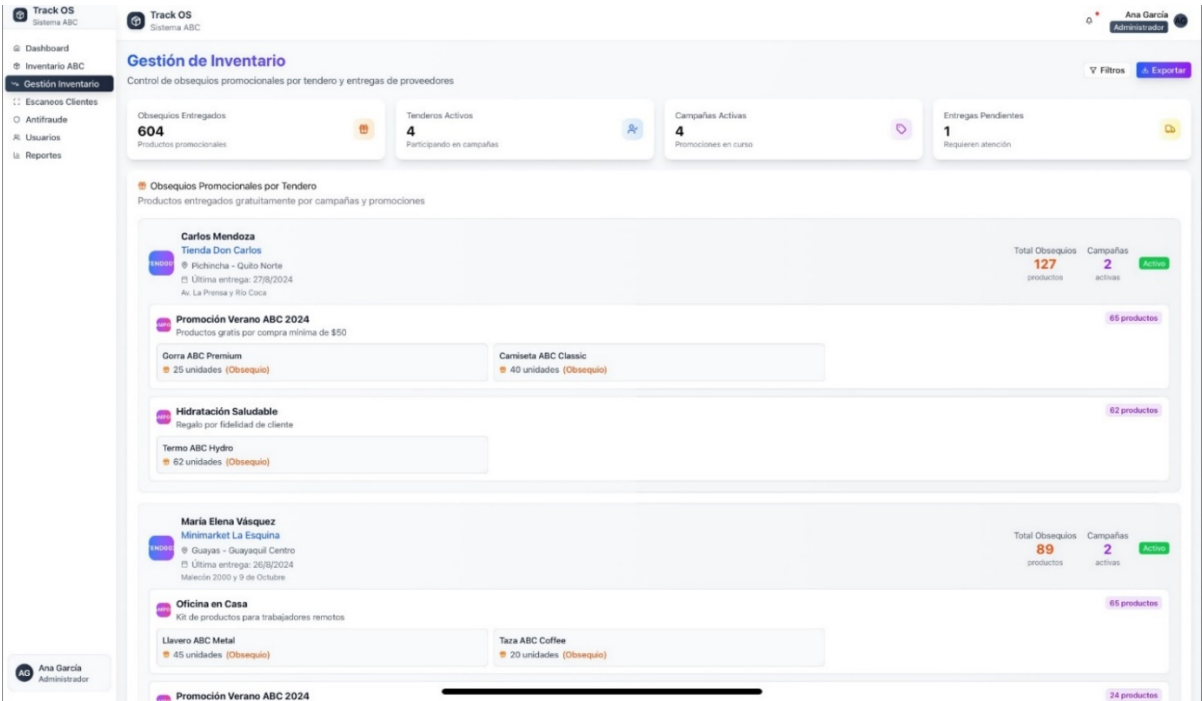 Track OS
Sistema ABC
Dashboard
Inventario ABC
Gestión Inventario
Escaneos Clientes
Antifraude
Usuarios
Reportes
AG
Ana García
Administrador
Track OS
Sistema ABC
Ana García
Administrador
Gestión de Inventario
Control de obsequios promocionales por tendero y entregas de proveedores
Filtros
Exportar
Obsequios Entregados
604
Productos promocionales
Tenderos Activos
4
Participando en campañas
Campañas Activas
4
Promociones en curso
Entregas Pendientes
1
Requieren atención
Obsequios Promocionales por Tendero
Productos entregados gratuitamente por campañas y promociones
Carlos Mendoza
Tienda Don Carlos
Pichincha - Quito Norte
Última entrega: 27/8/2024
Av. La Prensa y Río Coca
Total Obsequios
127
productos
Campañas
2
activas
Activo
Promoción Verano ABC 2024
Productos gratis por compra mínima de $50
65 productos
Gorra ABC Premium
25 unidades (Obsequio)
Camiseta ABC Classic
40 unidades (Obsequio)
Hidratación Saludable
Regalo por fidelidad de cliente
62 productos
Termo ABC Hydro
62 unidades (Obsequio)
María Elena Vásquez
Minimarket La Esquina
Guayas - Guayaquil Centro
Última entrega: 26/8/2024
Malecón 2000 y 9 de Octubre
Total Obsequios
89
productos
Campañas
2
activas
Activo
Oficina en Casa
Kit de productos para trabajadores remotos
65 productos
Llavero ABC Metal
45 unidades (Obsequio)
Taza ABC Coffee
20 unidades (Obsequio)
Promoción Verano ABC 2024
24 productos